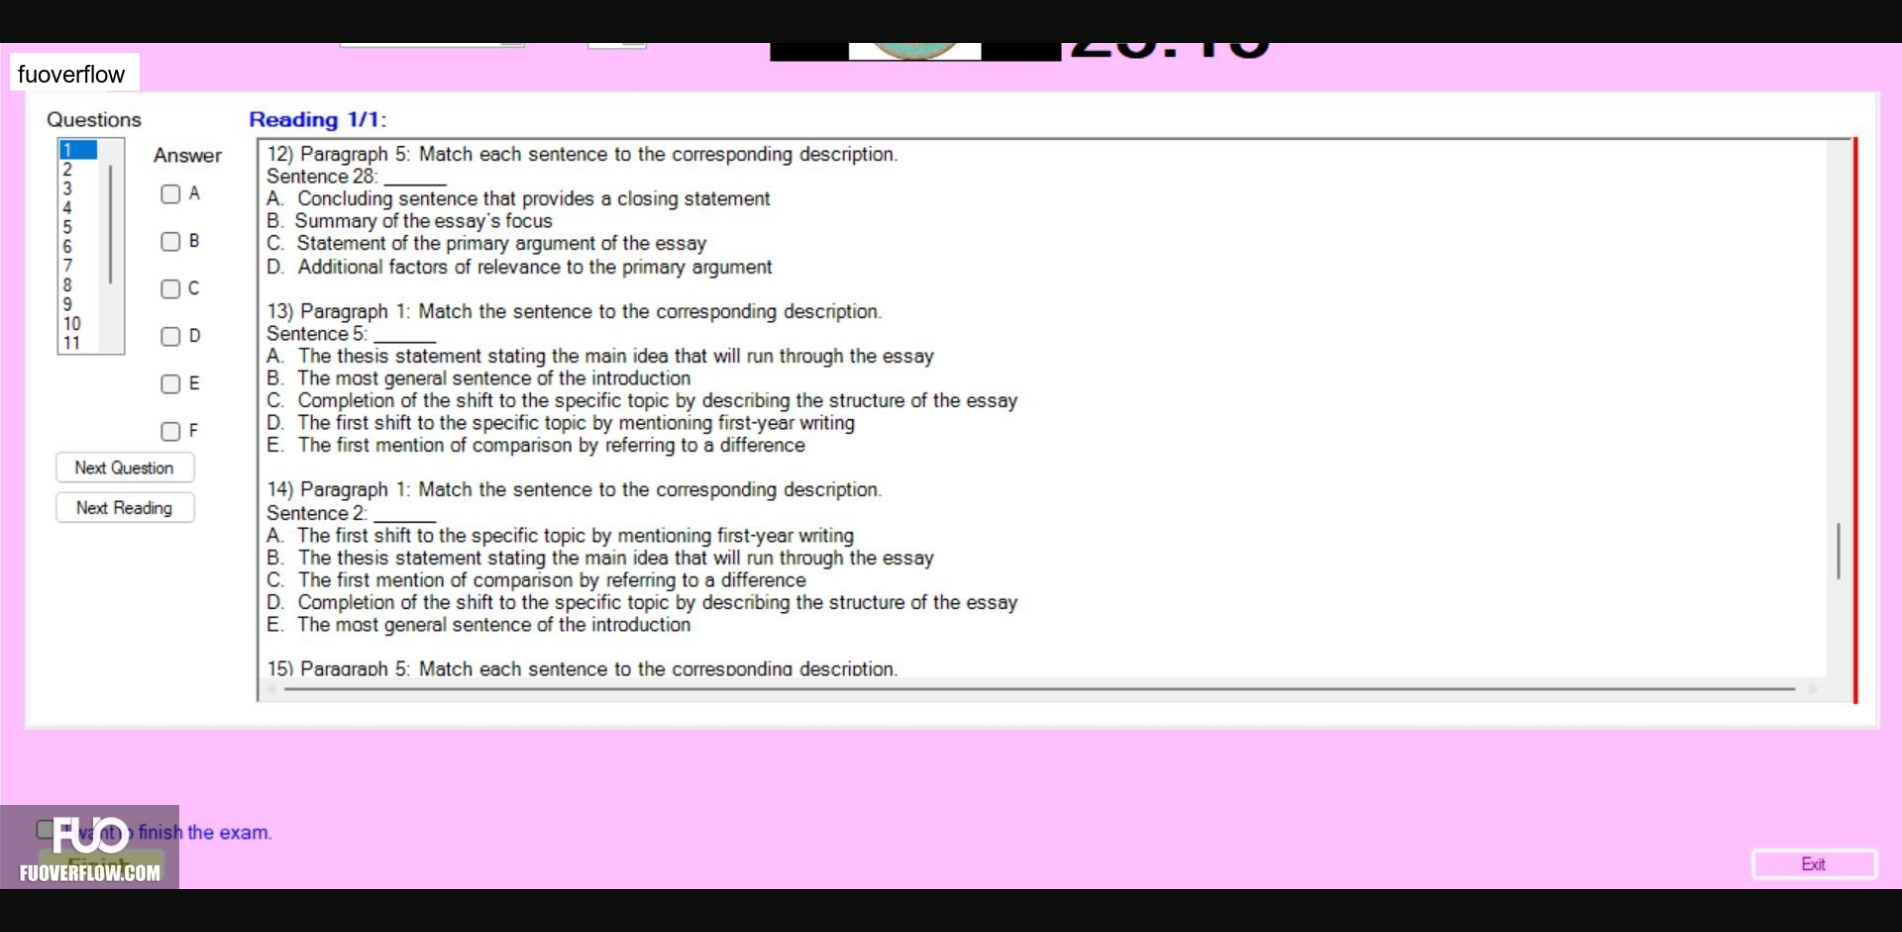 fuoverflow
Questions
Reading 1/1:
1
2
3
4
5
6
7
8
9
10
11
Answer
A
B
C
D
E
F
Next Question
Next Reading
12) Paragraph 5: Match each sentence to the corresponding description.
Sentence 28: ______
A. Concluding sentence that provides a closing statement
B. Summary of the essay's focus
C. Statement of the primary argument of the essay
D. Additional factors of relevance to the primary argument
13) Paragraph 1: Match the sentence to the corresponding description.
Sentence 5: ______
A. The thesis statement stating the main idea that will run through the essay
B. The most general sentence of the introduction
C. Completion of the shift to the specific topic by describing the structure of the essay
D. The first shift to the specific topic by mentioning first-year writing
E. The first mention of comparison by referring to a difference
14) Paragraph 1: Match the sentence to the corresponding description.
Sentence 2: ______
A. The first shift to the specific topic by mentioning first-year writing
B. The thesis statement stating the main idea that will run through the essay
C. The first mention of comparison by referring to a difference
D. Completion of the shift to the specific topic by describing the structure of the essay
E. The most general sentence of the introduction
15) Paragraph 5: Match each sentence to the corresponding description.
want to finish the exam.
FUO
FUOVERFLOW.COM
Exit